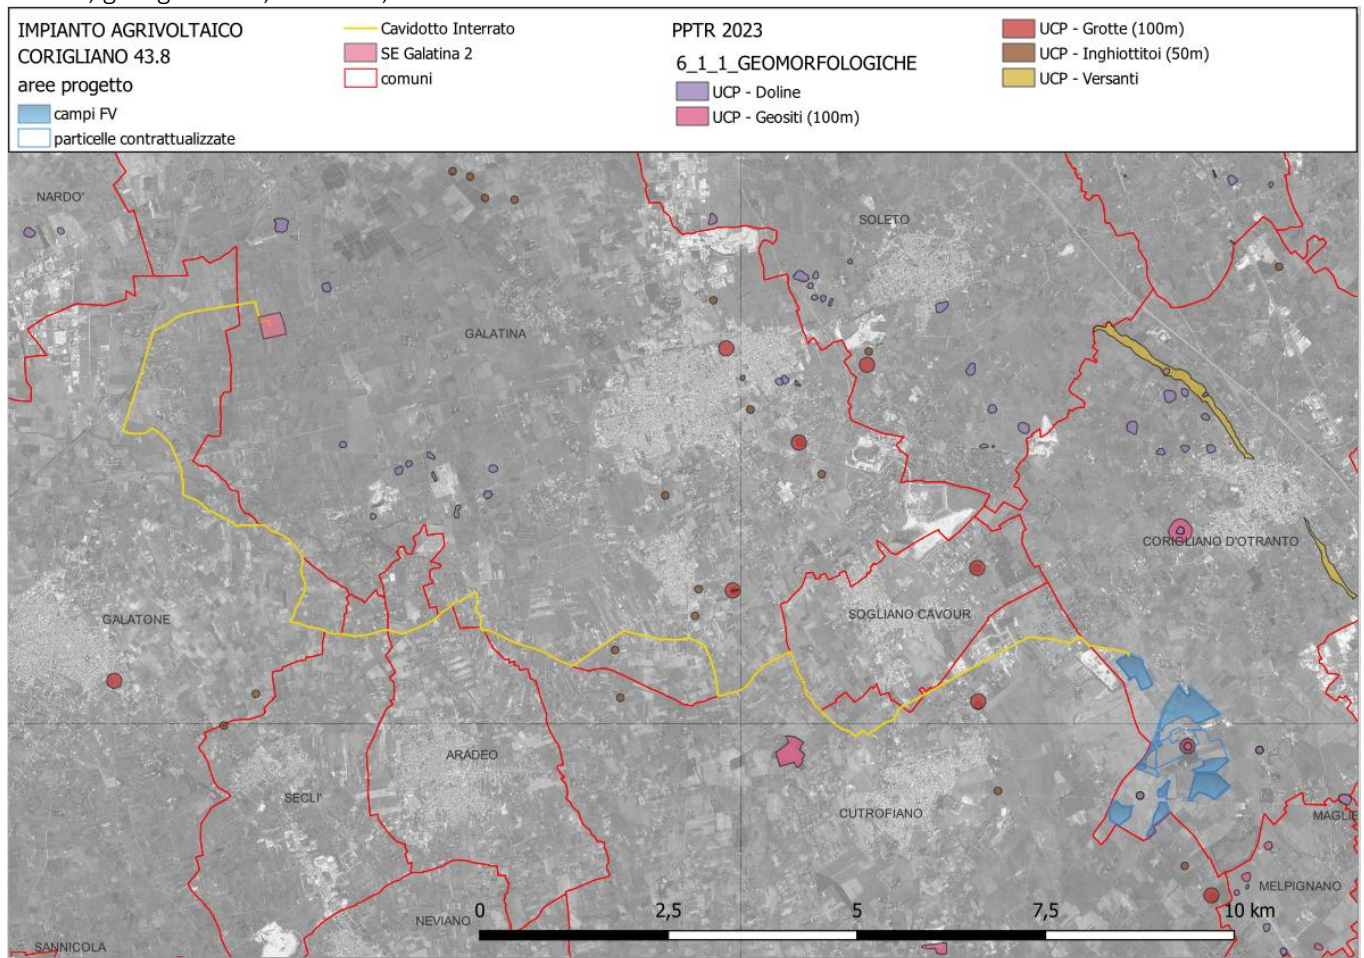 IMPIANTO AGRIVOLTAICO
CORIGLIANO 43.8
aree progetto
campi FV
particelle contrattualizzate
Cavidotto Interrato
SE Galatina 2
comuni
PPTR 2023
6_1_1_GEOMORFOLOGICHE
UCP - Doline
UCP - Geositi (100m)
UCP - Grotte (100m)
UCP - Inghiottitoi (50m)
UCP - Versanti
NARDO'
SOLETO
GALATINA
CORIGLIANO D'OTRANTO
GALATONE
SOGLIANO CAVOUR
ARADEO
SECLI'
CUTROFIANO
MAGLIE
MELPIGNANO
NEVIANO
SANNICOLA
0 2,5 5 7,5 10 km